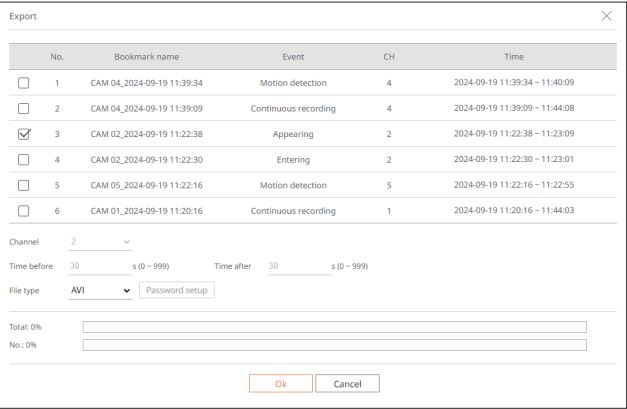 Export
No. Bookmark name Event CH Time
1 CAM 04_2024-09-19 11:39:34 Motion detection 4 2024-09-19 11:39:34 ~ 11:40:09
2 CAM 04_2024-09-19 11:39:09 Continuous recording 4 2024-09-19 11:39:09 ~ 11:44:08
3 CAM 02_2024-09-19 11:22:38 Appearing 2 2024-09-19 11:22:38 ~ 11:23:09
4 CAM 02_2024-09-19 11:22:30 Entering 2 2024-09-19 11:22:30 ~ 11:23:01
5 CAM 05_2024-09-19 11:22:16 Motion detection 5 2024-09-19 11:22:16 ~ 11:22:55
6 CAM 01_2024-09-19 11:20:16 Continuous recording 1 2024-09-19 11:20:16 ~ 11:44:03
Channel 2
Time before 30 s (0 ~ 999) Time after 30 s (0 ~ 999)
File type AVI Password setup
Total: 0%
No.: 0%
Ok Cancel